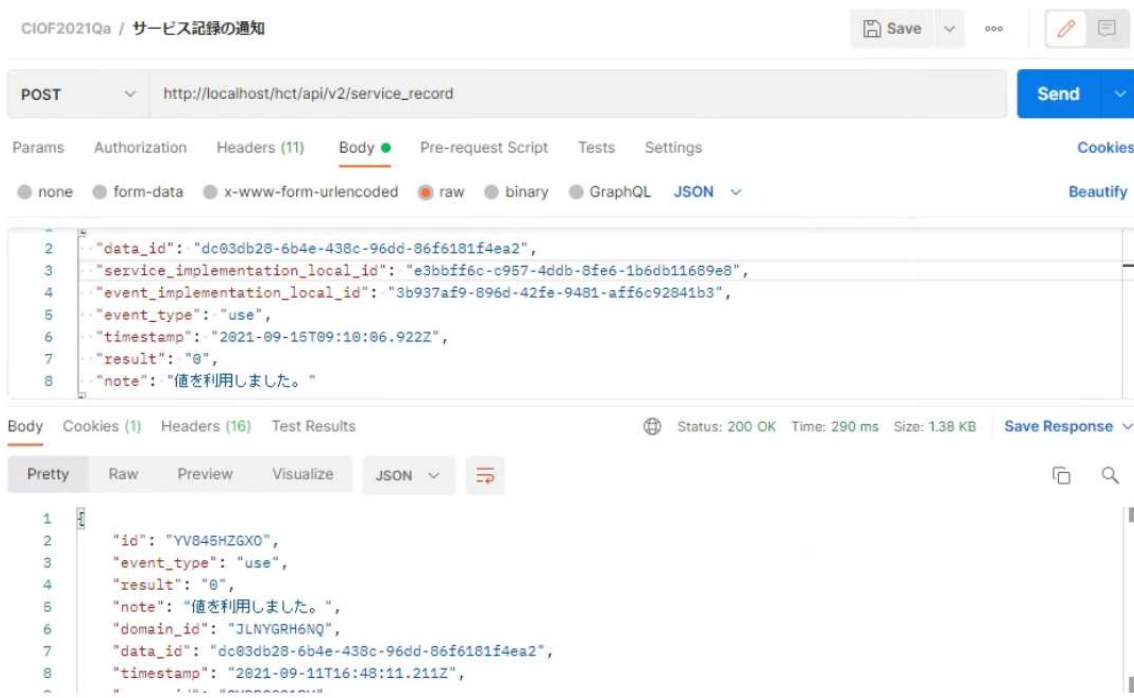 CIOF2021Qa / サービス記録の通知 Save ooo
POST http://localhost/hct/api/v2/service_record Send
Params Authorization Headers (11) Body Pre-request Script Tests Settings Cookies
none form-data x-www-form-urlencoded raw binary GraphQL JSON Beautify
2 "data_id": "dc03db28-6b4e-438c-96dd-86f6181f4ea2",
3 "service_implementation_local_id": "e3bbff6c-c957-4ddb-8fe6-1b6db11689e8",
4 "event_implementation_local_id": "3b937af9-896d-42fe-9481-aff6c92841b3",
5 "event_type": "use",
6 "timestamp": "2021-09-15T09:10:06.922Z",
7 "result": "0",
8 "note": "値を利用しました。"
Body Cookies (1) Headers (16) Test Results Status: 200 OK Time: 290 ms Size: 1.38 KB Save Response
Pretty Raw Preview Visualize JSON
1 {
2 "id": "YV845HZGXO",
3 "event_type": "use",
4 "result": "0",
5 "note": "値を利用しました。",
6 "domain_id": "JLNYGRH6NQ",
7 "data_id": "dc03db28-6b4e-438c-96dd-86f6181f4ea2",
8 "timestamp": "2021-09-11T16:48:11.211Z",